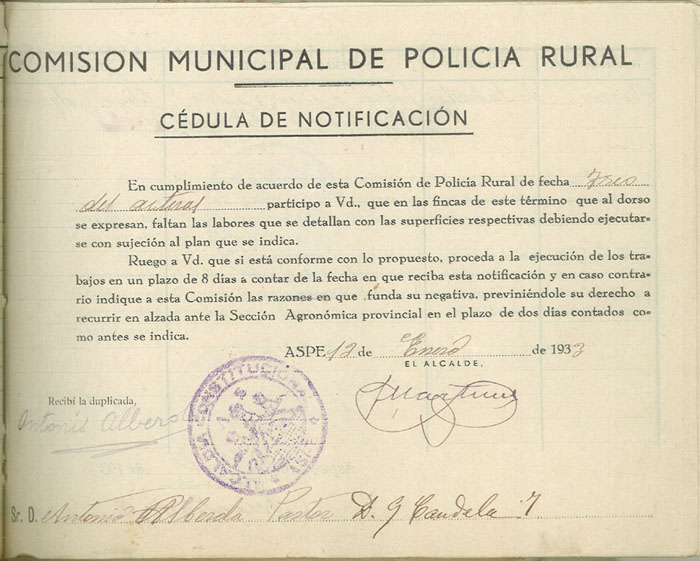 COMISION MUNICIPAL DE POLICIA RURAL
CÉDULA DE NOTIFICACIÓN
En cumplimiento de acuerdo de esta Comisión de Policía Rural de fecha tres
del actual participo a Vd., que en las fincas de este término que al dorso
se expresan, faltan las labores que se detallan con las superficies respectivas debiendo ejecutar=
se con sujeción al plan que se indica.
Ruego a Vd. que si está conforme con lo propuesto, proceda a la ejecución de los tra=
bajos en un plazo de 8 dias a contar de la fecha en que reciba esta notificación y en caso contra=
rio indique a esta Comisión las razones en que funda su negativa, previniéndole su derecho a
recurrir en alzada ante la Sección Agronómica provincial en el plazo de dos días contados co=
mo antes se indica.
ASPE 12 de Enero de 1933
EL ALCALDE,
Recibí la duplicada,
Antonio Albero
ALCALDIA CONSTITUCIONAL
ASPE
Sr. D. Antonio Pastor D. G Candela 7